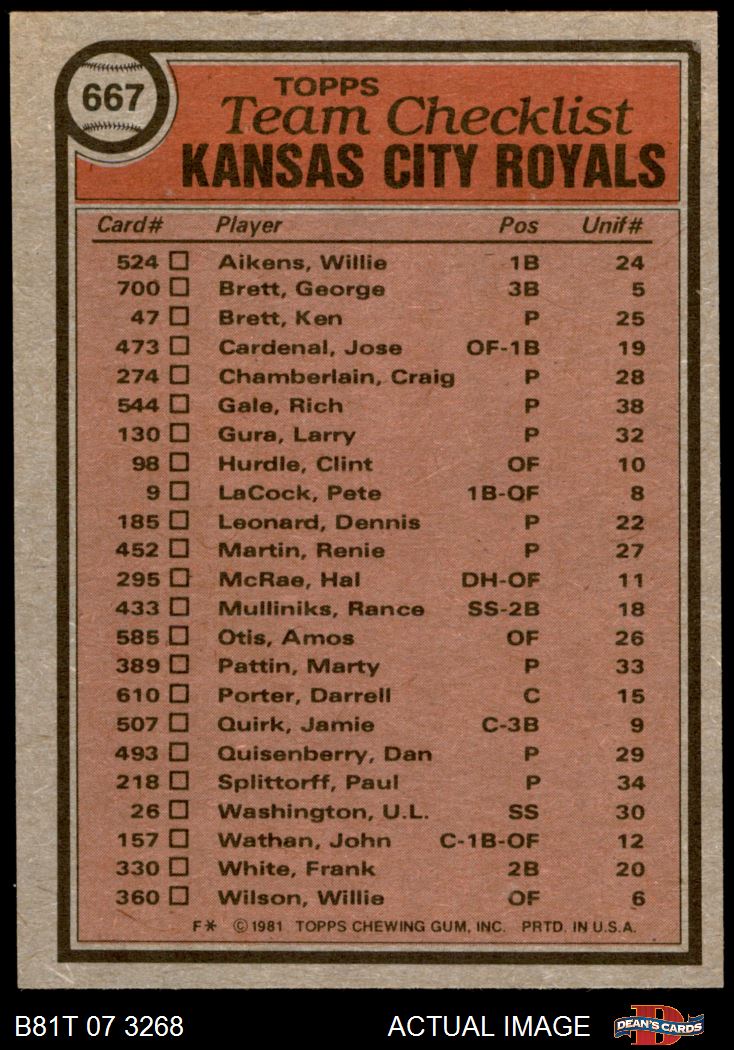 667
TOPPS
Team Checklist
KANSAS CITY ROYALS
Card# Player Pos Unif#
524 Aikens, Willie 1B 24
700 Brett, George 3B 5
47 Brett, Ken P 25
473 Cardenal, Jose OF-1B 19
274 Chamberlain, Craig P 28
544 Gale, Rich P 38
130 Gura, Larry P 32
98 Hurdle, Clint OF 10
9 LaCock, Pete 1B-OF 8
185 Leonard, Dennis P 22
452 Martin, Renie P 27
295 McRae, Hal DH-OF 11
433 Mulliniks, Rance SS-2B 18
585 Otis, Amos OF 26
389 Pattin, Marty P 33
610 Porter, Darrell C 15
507 Quirk, Jamie C-3B 9
493 Quisenberry, Dan P 29
218 Splittorff, Paul P 34
26 Washington, U.L. SS 30
157 Wathan, John C-1B-OF 12
330 White, Frank 2B 20
360 Wilson, Willie OF 6
F* ©1981 TOPPS CHEWING GUM, INC. PRTD. IN U.S.A.
B81T 07 3268 ACTUAL IMAGE DEAN'S CARDS